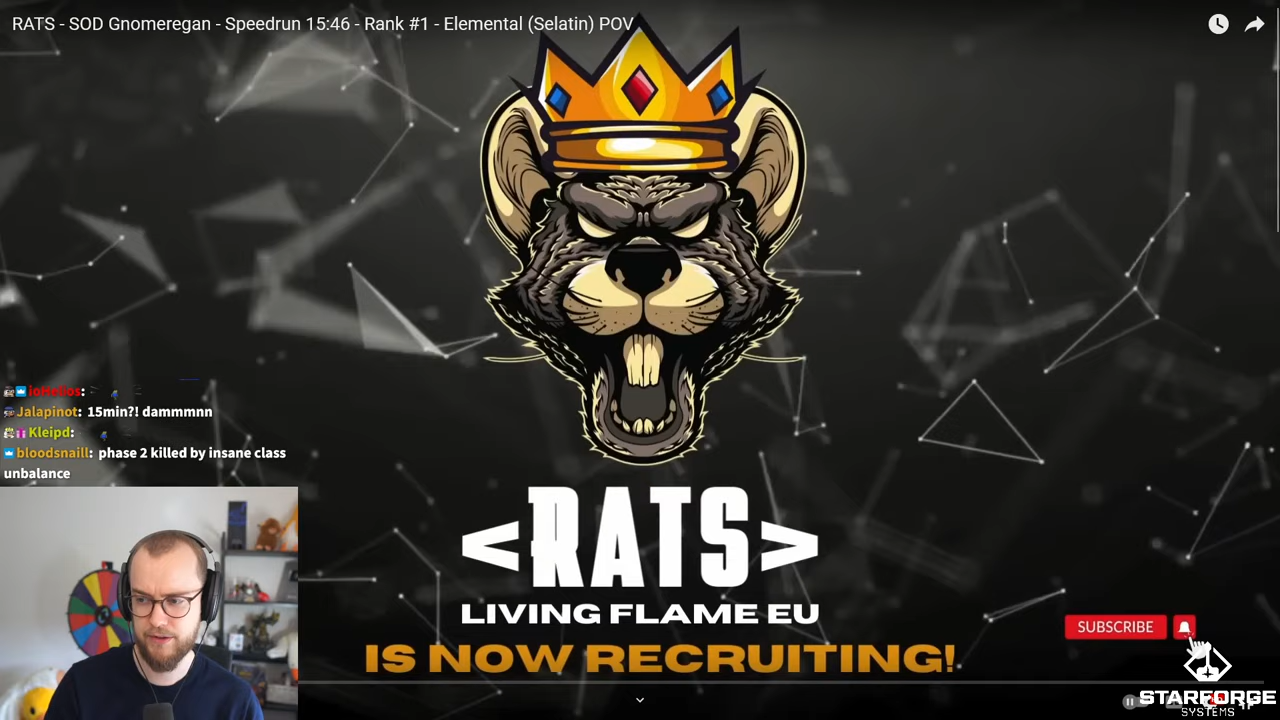 RATS - SOD Gnomeregan - Speedrun 15:46 - Rank #1 - Elemental (Selatin) POV
ioHelios:
Jalapinot: 15min?! dammmnn
Kleipd:
bloodsnaill: phase 2 killed by insane class
unbalance
<RATS>
LIVING FLAME EU
IS NOW RECRUITING!
SUBSCRIBE
STARFORGE
SYSTEMS